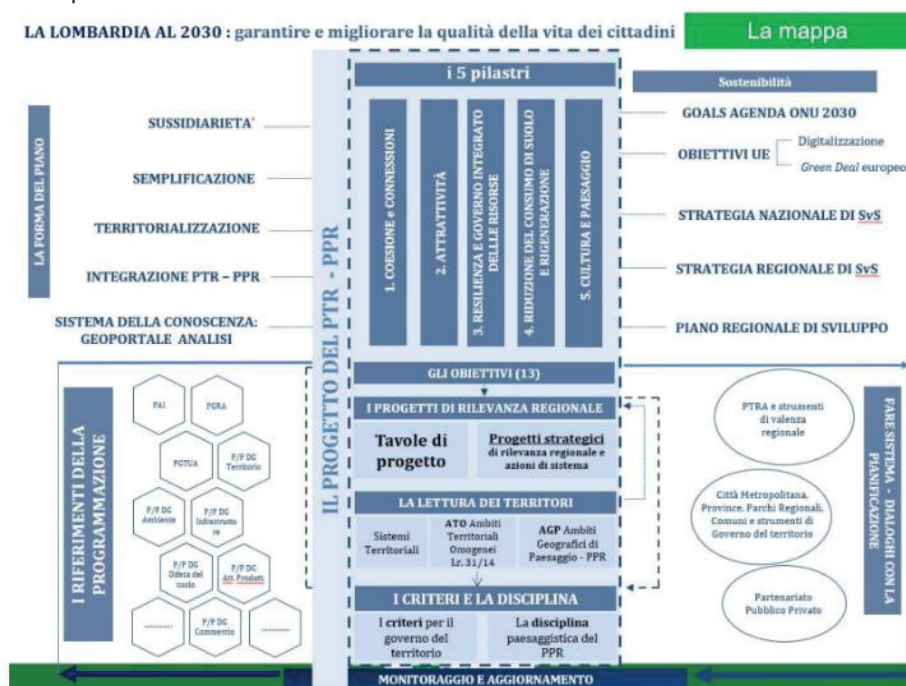 LA LOMBARDIA AL 2030 : garantire e migliorare la qualità della vita dei cittadini
La mappa
LA FORMA DEL PIANO
SUSSIDIARIETA'
SEMPLIFICAZIONE
TERRITORIALIZZAZIONE
INTEGRAZIONE PTR – PPR
SISTEMA DELLA CONOSCENZA:
GEOPORTALE ANALISI
IL PROGETTO DEL PTR - PPR
i 5 pilastri
1. COESIONE e CONNESSIONI
2. ATTRATTIVITÀ
3. RESILIENZA E GOVERNO INTEGRATO
DELLLE RISORSE
4. RIDUZIONE DEL CONSUMO DI SUOLO
E RIGENERAZIONE
5. CULTURA E PAESAGGIO
Sostenibilità
GOALS AGENDA ONU 2030
OBIETTIVI UE
Digitalizzazione
Green Deal europeo
STRATEGIA NAZIONALE DI SvS
STRATEGIA REGIONALE DI SvS
PIANO REGIONALE DI SVILUPPO
I RIFERIMENTI DELLA
PROGRAMMAZIONE
PAI
PGRA
PGTUA
P/P DG
Territorio
P/P DG
Ambiente
P/P DG
Infrastruttu
re
P/P DG
Difesa del
suolo
P/P DG
Att. Produtt.
............
P/P DG
Commercio
............
GLI OBIETTIVI (13)
I PROGETTI DI RILEVANZA REGIONALE
Tavole di
progetto
Progetti strategici
di rilevanza regionale e
azioni di sistema
LA LETTURA DEI TERRITORI
Sistemi
Territoriali
ATO Ambiti
Territoriali
Omogenei
Lr. 31/14
AGP Ambiti
Geografici di
Paesaggio - PPR
I CRITERI E LA DISCIPLINA
I criteri per il
governo del
territorio
La disciplina
paesaggistica del
PPR
PTRA e strumenti
di valenza
regionale
Città Metropolitana,
Province, Parchi Regionali,
Comuni e strumenti di
Governo del territorio
Partenariato
Pubblico Privato
FARE SISTEMA - DIALOGHI CON LA
PIANIFICAZIONE
MONITORAGGIO E AGGIORNAMENTO